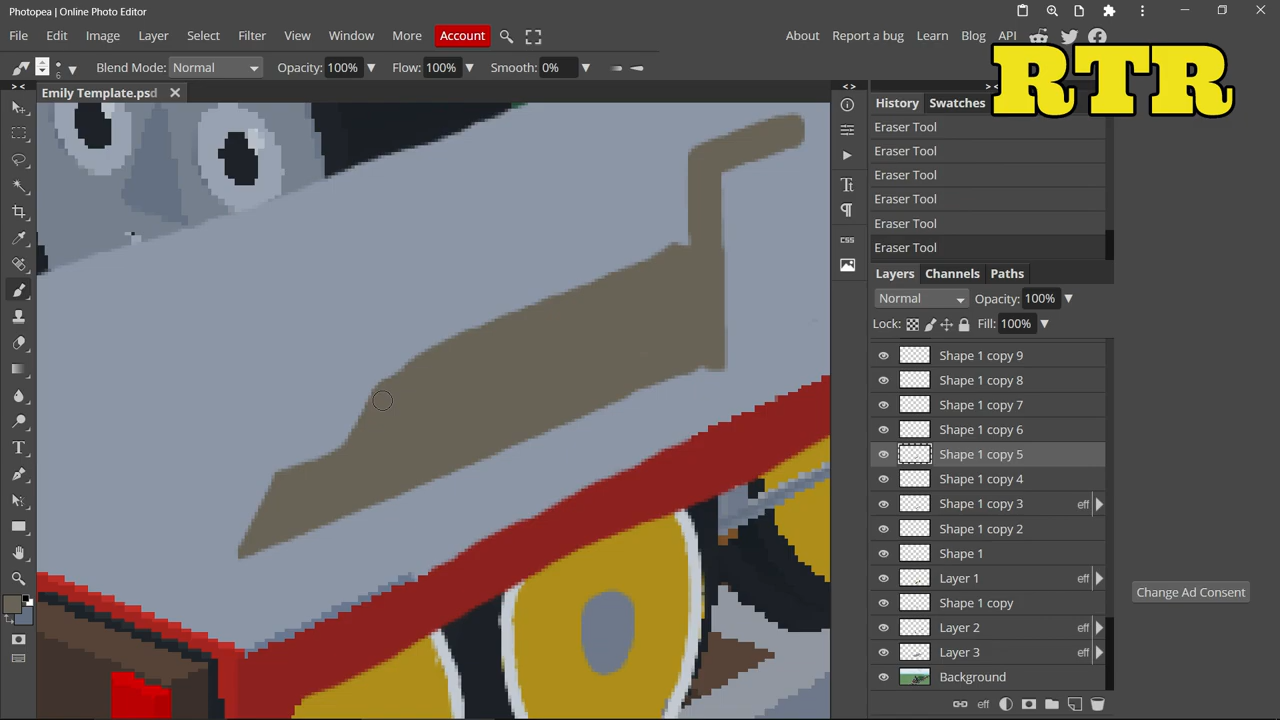 Photopea | Online Photo Editor
File Edit Image Layer Select Filter View Window More Account About Report a bug Learn Blog API
6 Blend Mode: Normal Opacity: 100% Flow: 100% Smooth: 0%
RTR
Emily Template.psd
History Swatches
Eraser Tool
Eraser Tool
Eraser Tool
Eraser Tool
Eraser Tool
Eraser Tool
CSS
Layers Channels Paths
Normal Opacity: 100%
Lock: Fill: 100%
Shape 1 copy 9
Shape 1 copy 8
Shape 1 copy 7
Shape 1 copy 6
Shape 1 copy 5
Shape 1 copy 4
Shape 1 copy 3 eff
Shape 1 copy 2
Shape 1
Layer 1 eff
Shape 1 copy
Layer 2 eff
Layer 3 eff
Background
eff
Change Ad Consent